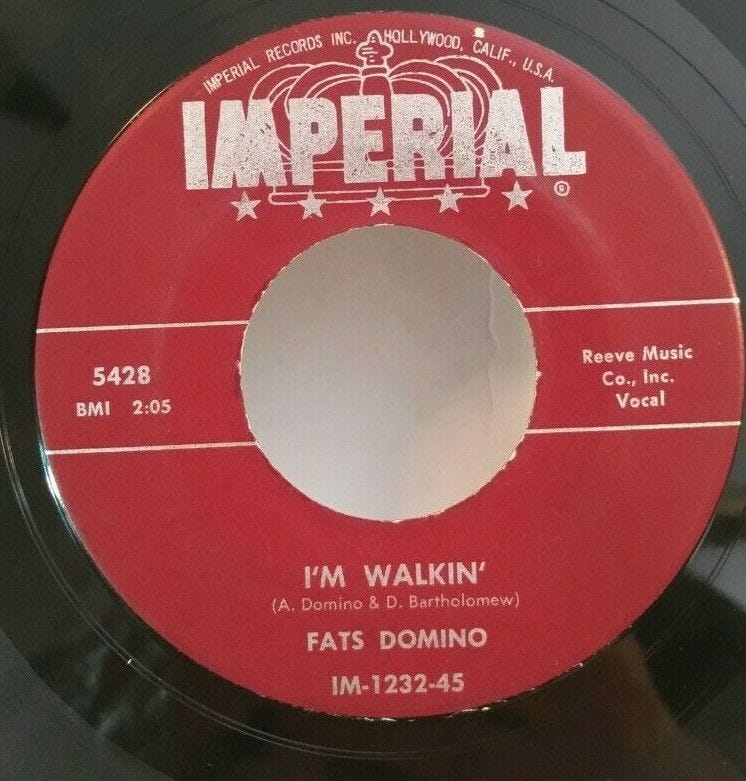 IMPERIAL RECORDS INC. HOLLYWOOD, CALIF., U.S.A.
IMPERIAL
®
5428
BMI 2:05
Reeve Music
Co., Inc.
Vocal
I'M WALKIN'
(A. Domino & D. Bartholomew)
FATS DOMINO
IM-1232-45